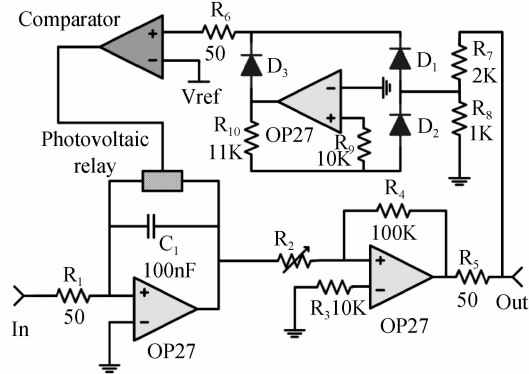 Comparator
R6
50
Vref
D3
D1
R7
2K
D2
R8
1K
Photovoltaic
relay
R10
11K
OP27
R9
10K
+
−
+
−
C1
100nF
R1
50
In
+
−
OP27
R2
R4
100K
R3 10K
+
−
OP27
R5
50
Out